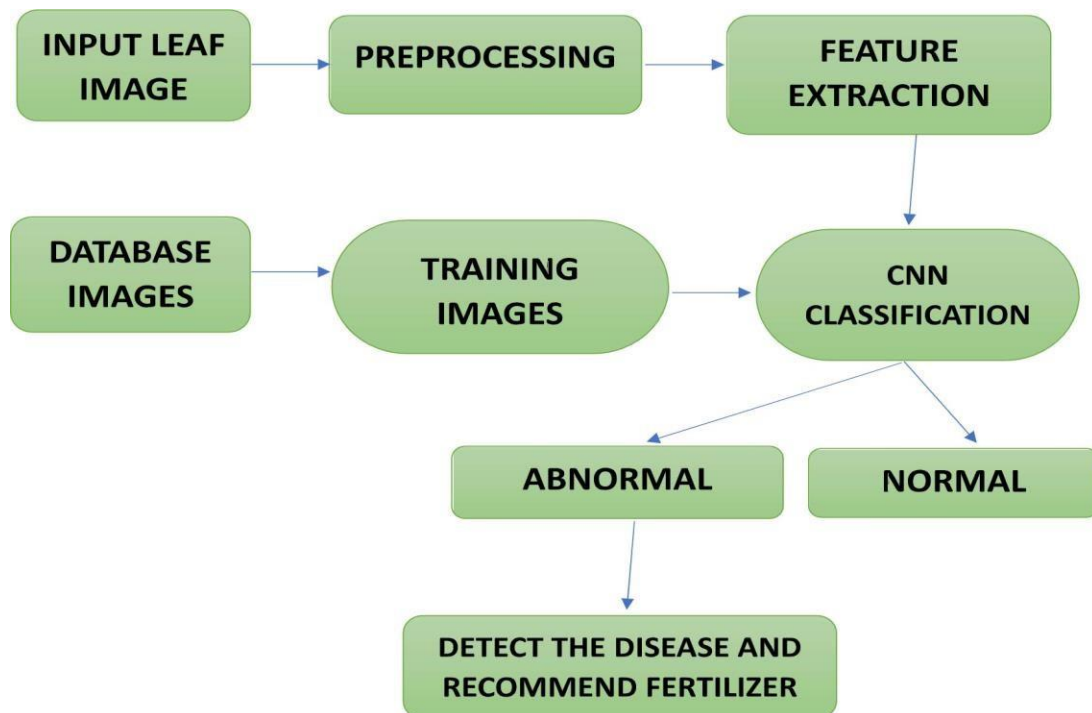 INPUT LEAF
IMAGE
PREPROCESSING
FEATURE
EXTRACTION
DATABASE
IMAGES
TRAINING
IMAGES
CNN
CLASSIFICATION
ABNORMAL
NORMAL
DETECT THE DISEASE AND
RECOMMEND FERTILIZER